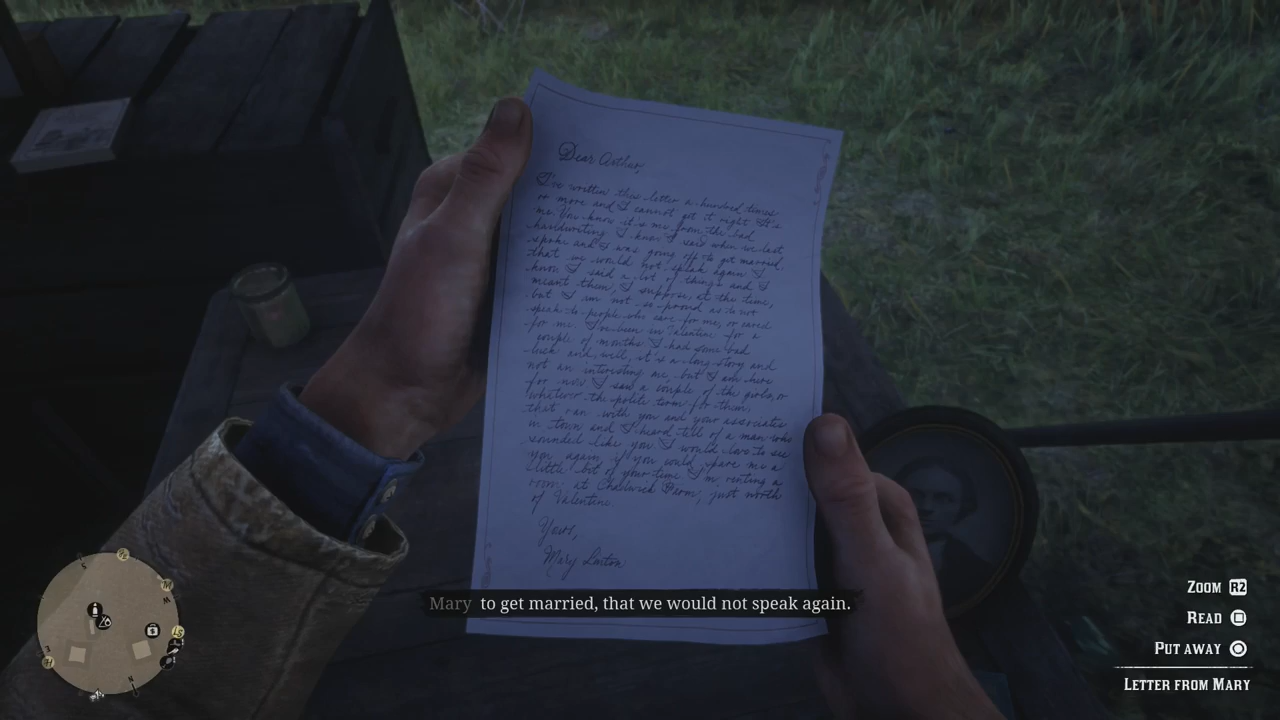 Dear Arthur,
I've written this letter a hundred times
or more and I cannot get it right It's
me. You know it is me from the bad
handwriting I know I said when we last
spoke and I was going off to get married,
that we would not speak again I
know I said a lot of things and I
meant them, I suppose, at the time,
but I am not so proud as to not
speak to people who care for me, or cared
for me. I've been in Valentine for a
couple of months I had some bad
luck and, well, it's a long story and
not an interesting one, but I am here
for now I saw a couple of the girls, or
whatever the polite term for them,
that ran with you and your associates
in town and I heard tell of a man who
sounded like you I would love to see
you again, if you could spare me a
little bit of your time I'm renting a
room at Chadwick Farm, just north
of Valentine.
Yours,
Mary Linton
Mary to get married, that we would not speak again.
ZOOM R2
READ
PUT AWAY
LETTER FROM MARY